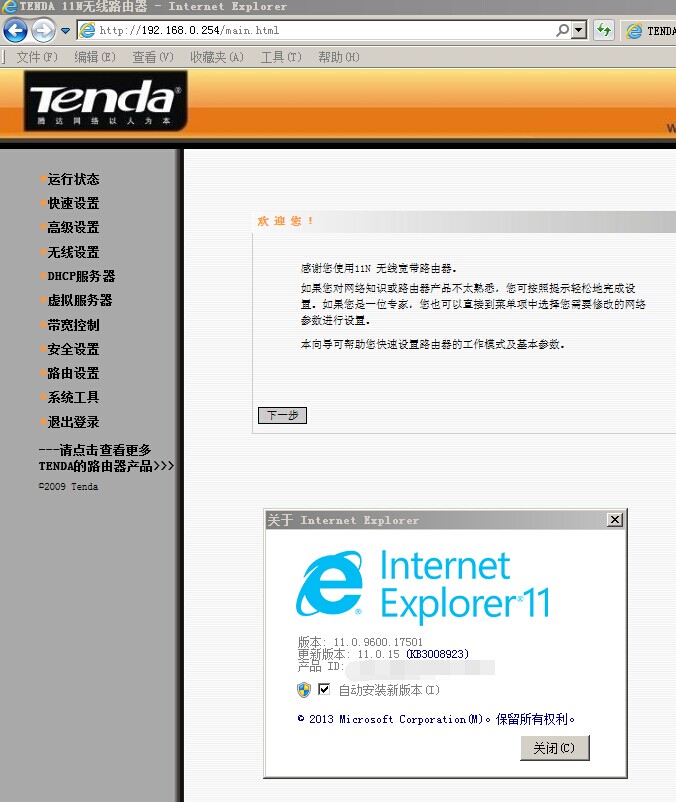 TENDA 11N无线路由器 - Internet Explorer
http://192.168.0.254/main.html
TENDA
文件(F) 编辑(E) 查看(V) 收藏夹(A) 工具(T) 帮助(H)
Tenda®
腾达网络以人为本
W
运行状态
快速设置
高级设置
无线设置
DHCP服务器
虚拟服务器
带宽控制
安全设置
路由设置
系统工具
退出登录
---请点击查看更多
TENDA的路由器产品>>>
©2009 Tenda
欢迎您!
感谢您使用11N 无线宽带路由器。
如果您对网络知识或路由器产品不太熟悉，您可按照提示轻松地完成设
置。如果您是一位专家，您也可以直接到菜单项中选择您需要修改的网络
参数进行设置。
本向导可帮助您快速设置路由器的工作模式及基本参数。
下一步
关于 Internet Explorer
Internet
Explorer®11
版本: 11.0.9600.17501
更新版本: 11.0.15 (KB3008923)
产品 ID:
自动安装新版本(I)
© 2013 Microsoft Corporation(M)。保留所有权利。
关闭(C)